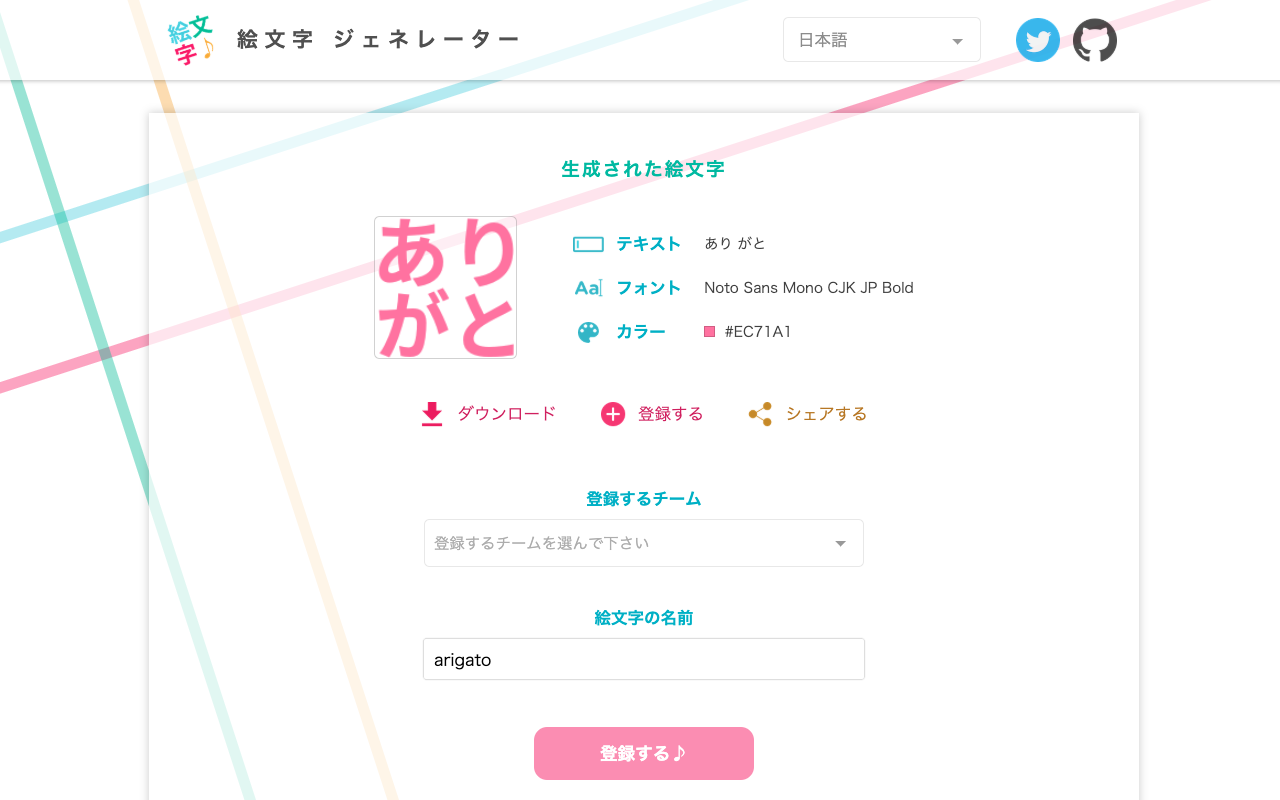 絵文字♪
絵文字 ジェネレーター
日本語
生成された絵文字
あり
がと
テキスト あり がと
Aa フォント Noto Sans Mono CJK JP Bold
カラー #EC71A1
ダウンロード 登録する シェアする
登録するチーム
登録するチームを選んで下さい
絵文字の名前
arigato
登録する♪